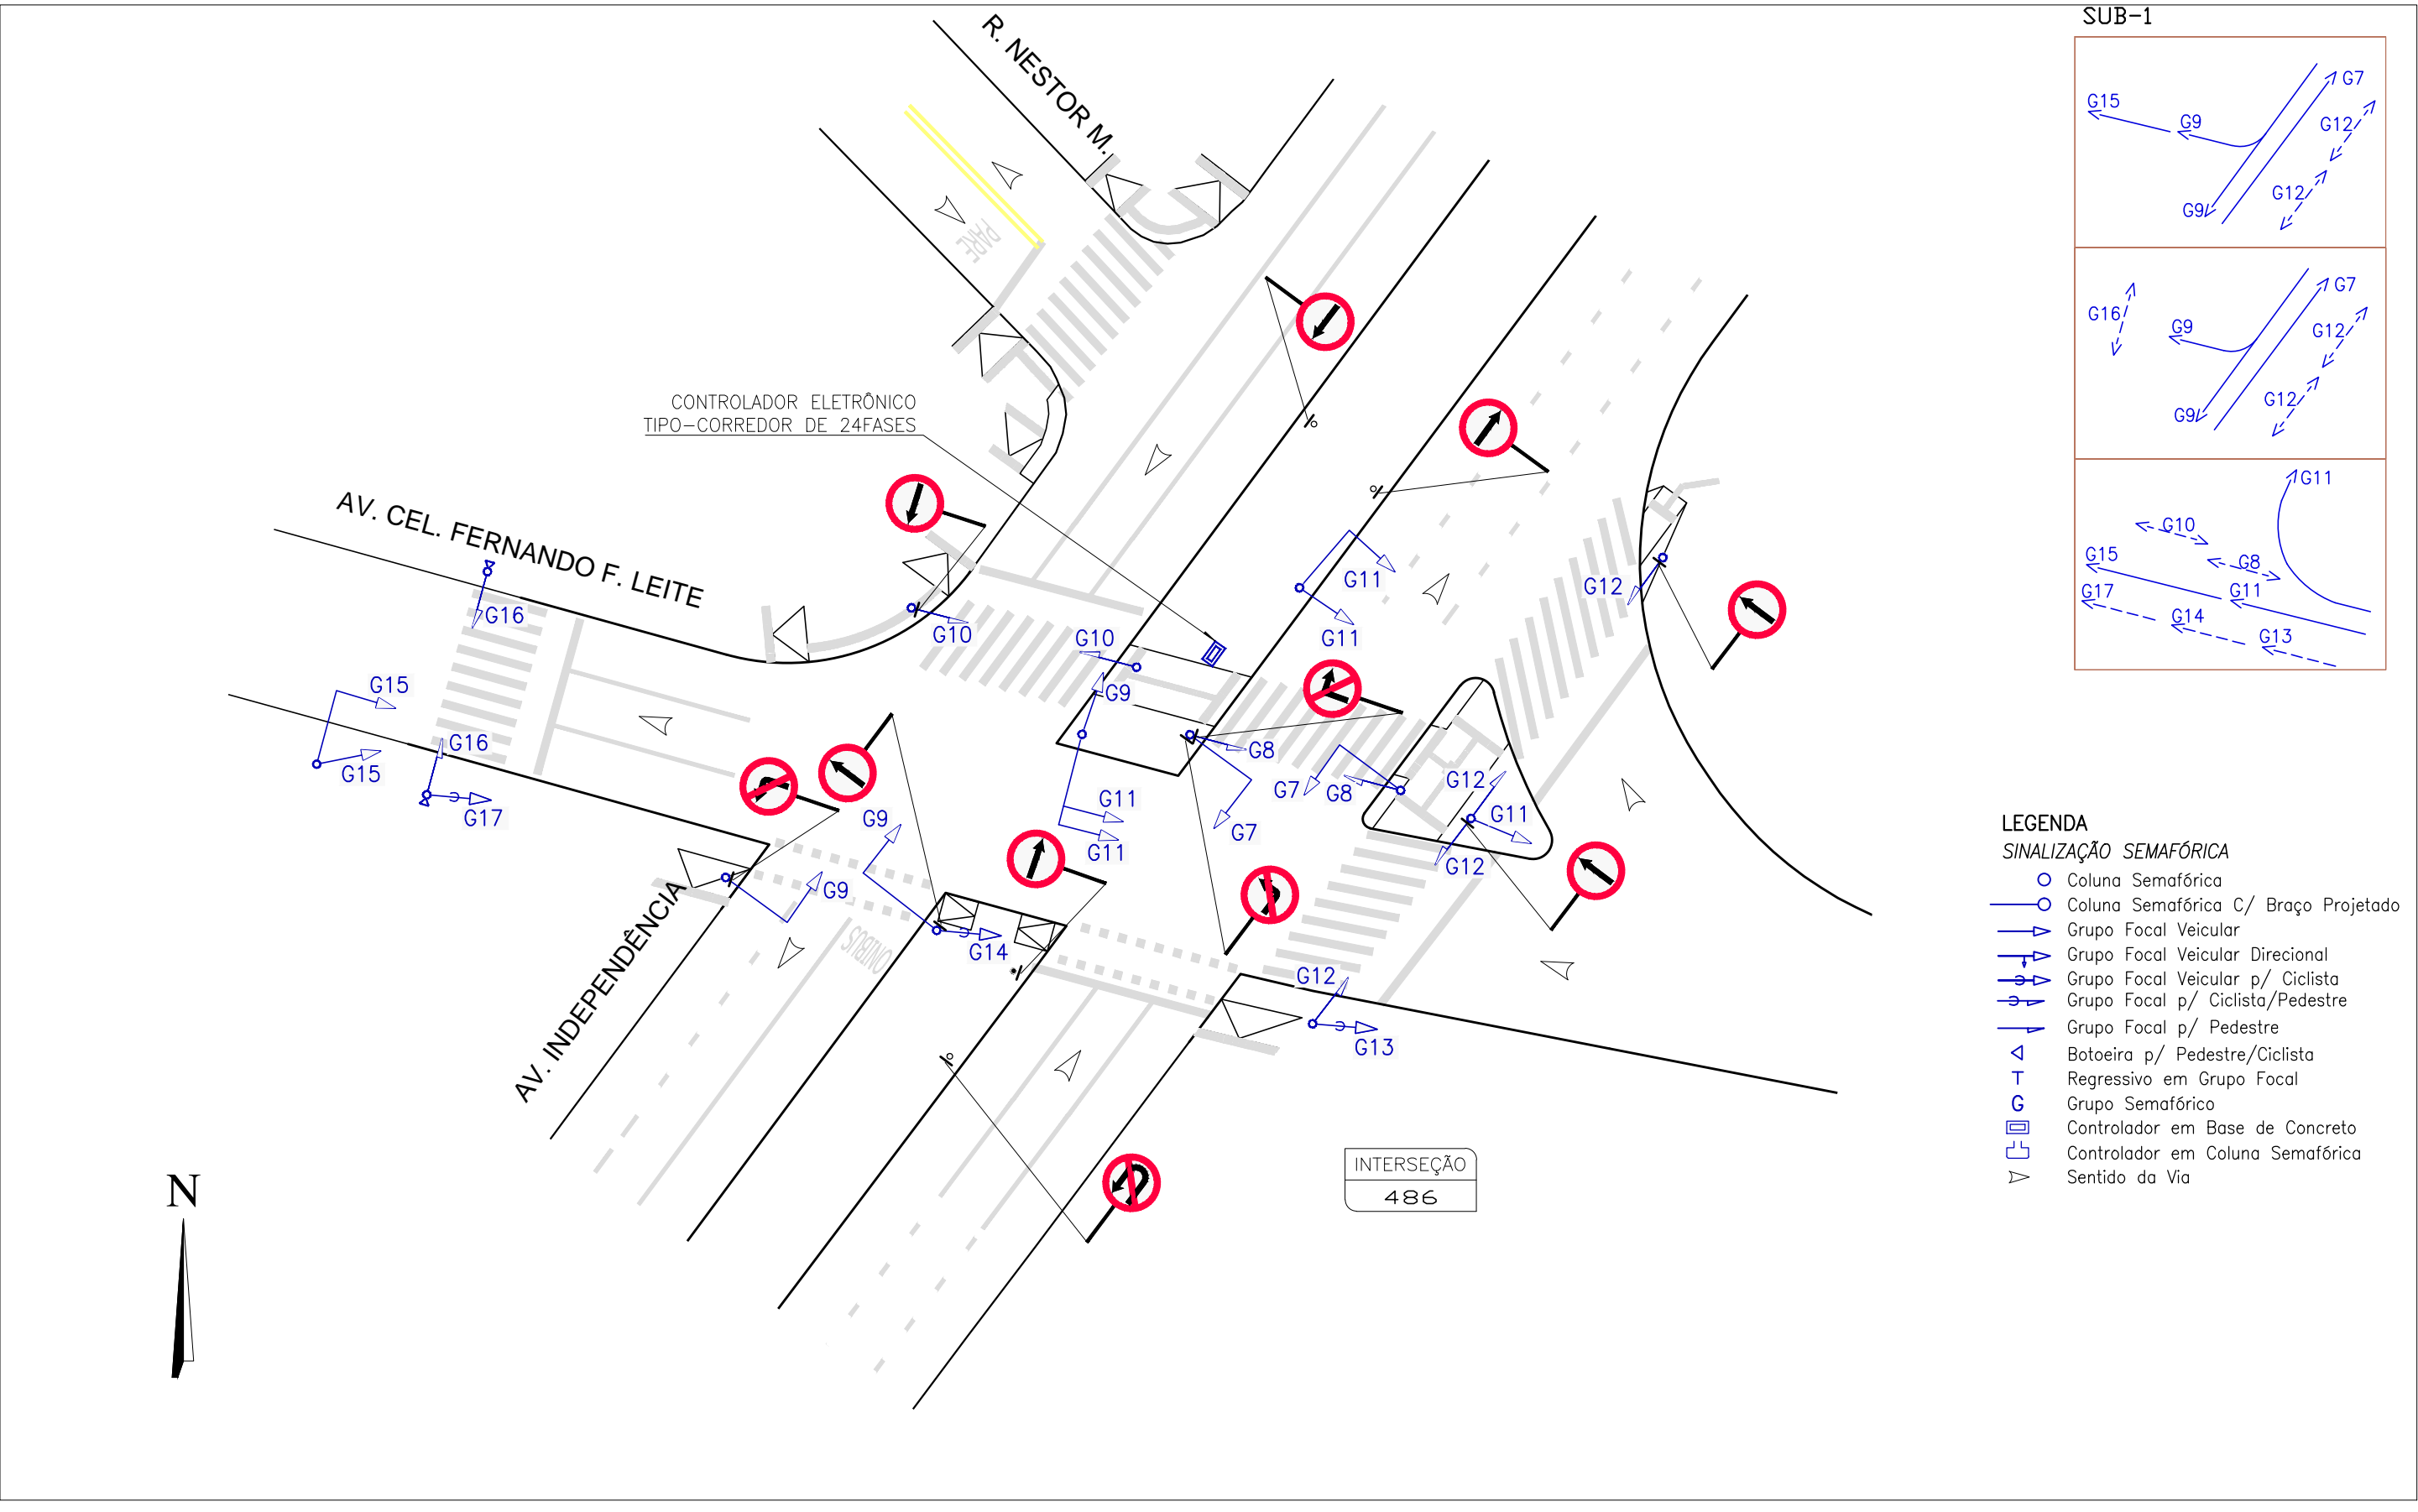 SUB-1
G7
G15
G9
G12
G12
G9
G7
G16
G9
G12
G12
G9
G11
G10
G8
G15
G17
G11
G14
G13
R. NESTOR M.
PARE
CONTROLADOR ELETRÔNICO
TIPO-CORREDOR DE 24FASES
AV. CEL. FERNANDO F. LEITE
G16
G10
G10
G9
G11
G11
G12
G15
G15
G16
G17
G8
G7
G8
G7
G12
G11
G12
G11
G11
G9
G9
G14
ONIBUS
G12
G13
AV. INDEPENDÊNCIA
N
INTERSEÇÃO
486
LEGENDA
SINALIZAÇÃO SEMAFÓRICA
Coluna Semafórica
Coluna Semafórica C/ Braço Projetado
Grupo Focal Veicular
Grupo Focal Veicular Direcional
Grupo Focal Veicular p/ Ciclista
Grupo Focal p/ Ciclista/Pedestre
Grupo Focal p/ Pedestre
Botoeira p/ Pedestre/Ciclista
T Regressivo em Grupo Focal
G Grupo Semafórico
Controlador em Base de Concreto
Controlador em Coluna Semafórica
Sentido da Via